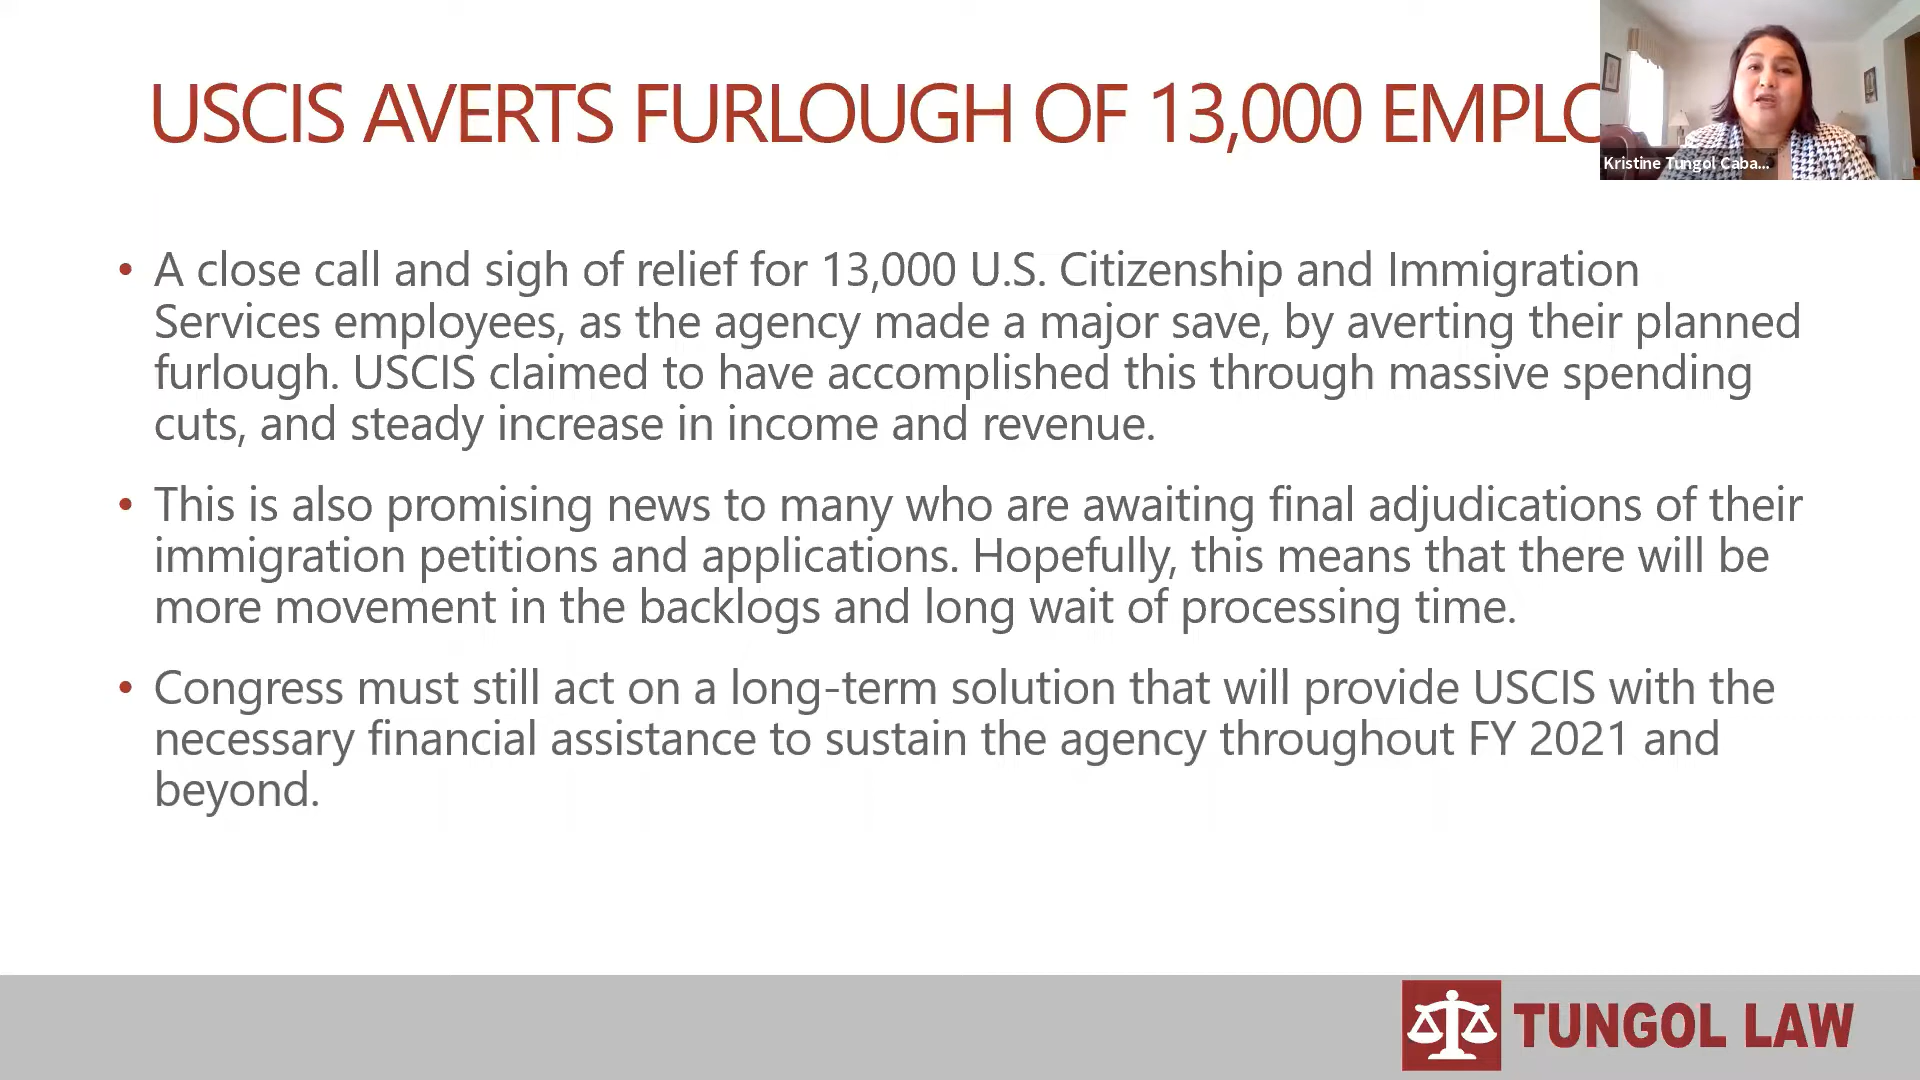 USCIS AVERTS FURLOUGH OF 13,000 EMPLO
Kristine Tungol Caba...
• A close call and sigh of relief for 13,000 U.S. Citizenship and Immigration
Services employees, as the agency made a major save, by averting their planned
furlough. USCIS claimed to have accomplished this through massive spending
cuts, and steady increase in income and revenue.
• This is also promising news to many who are awaiting final adjudications of their
immigration petitions and applications. Hopefully, this means that there will be
more movement in the backlogs and long wait of processing time.
• Congress must still act on a long-term solution that will provide USCIS with the
necessary financial assistance to sustain the agency throughout FY 2021 and
beyond.
TUNGOL LAW